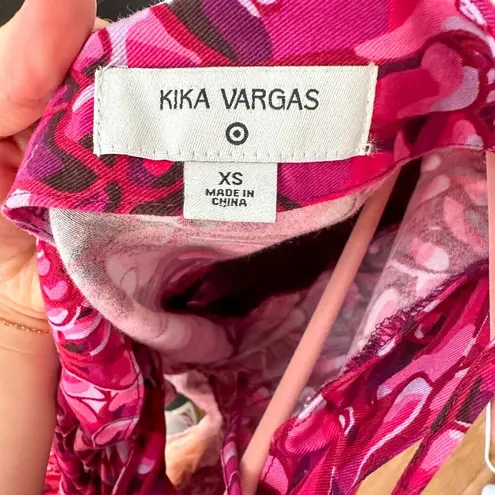 KIKA VARGAS
XS
MADE IN
CHINA